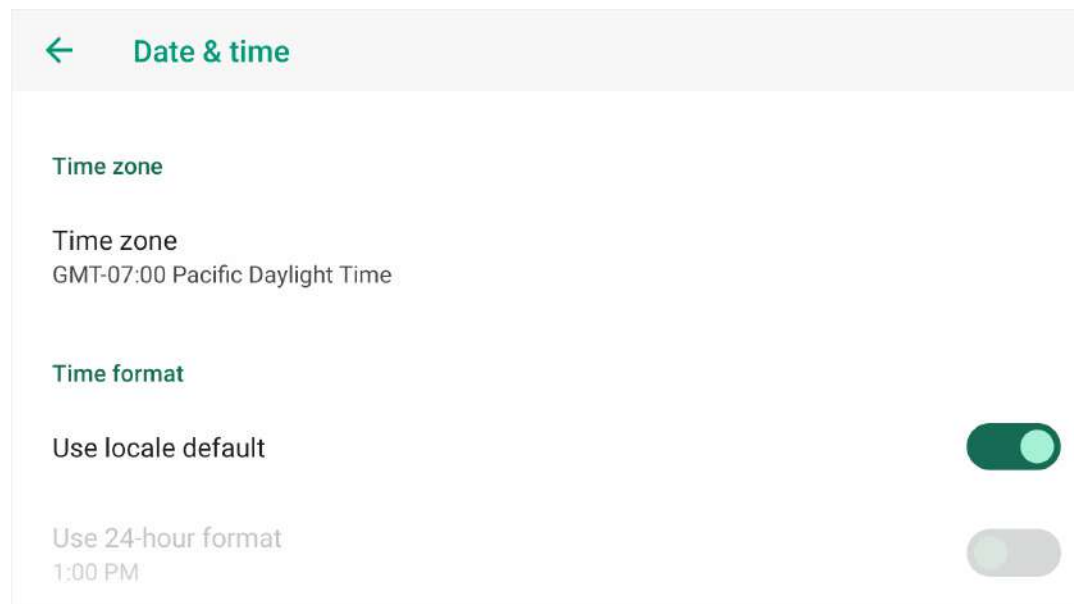 Date & time
Time zone
Time zone
GMT-07:00 Pacific Daylight Time
Time format
Use locale default
Use 24-hour format
1:00 PM